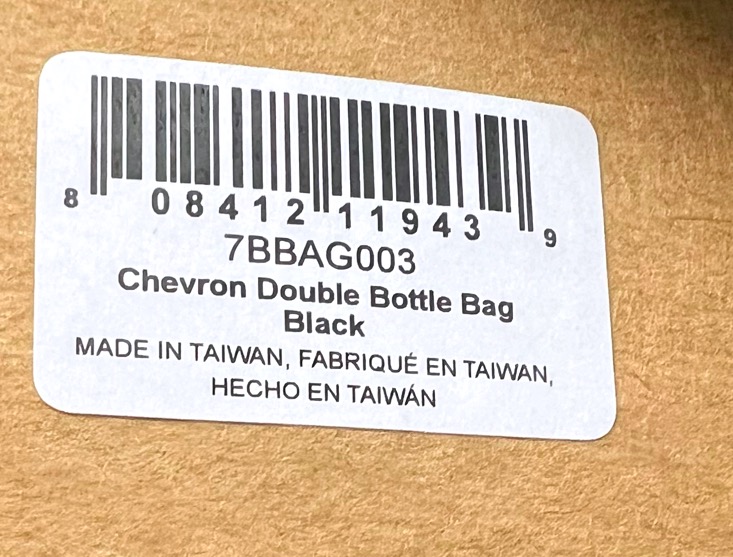 8 08412 11943 9
7BBAG003
Chevron Double Bottle Bag
Black
MADE IN TAIWAN, FABRIQUÉ EN TAIWAN,
HECHO EN TAIWÁN